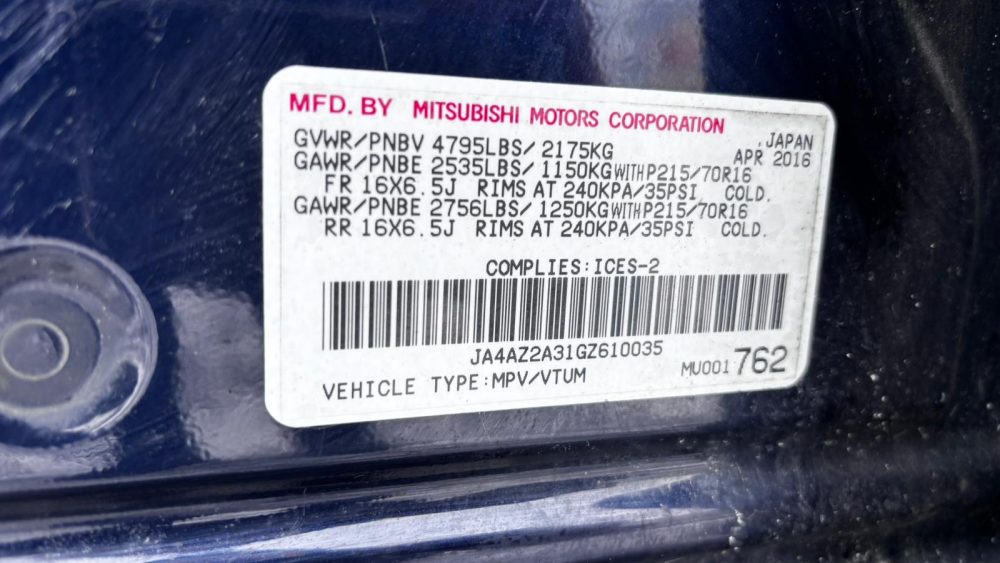 MFD. BY MITSUBISHI MOTORS CORPORATION
JAPAN
GVWR/PNBV 4795LBS/ 2175KG APR 2016
GAWR/PNBE 2535LBS/ 1150KG WITH P215/70R16
FR 16X6.5J RIMS AT 240KPA/35PSI COLD.
GAWR/PNBE 2756LBS/ 1250KG WITH P215/70R16
RR 16X6.5J RIMS AT 240KPA/35PSI COLD.
COMPLIES:ICES-2
JA4AZ2A31GZ610035
MU001762
VEHICLE TYPE:MPV/VTUM